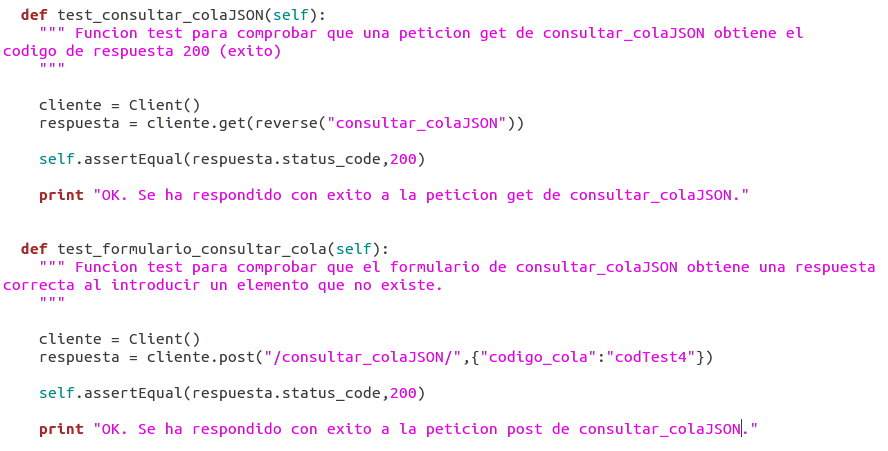 def test_consultar_colaJSON(self):
""" Funcion test para comprobar que una peticion get de consultar_colaJSON obtiene el
codigo de respuesta 200 (exito)
"""
cliente = Client()
respuesta = cliente.get(reverse("consultar_colaJSON"))
self.assertEqual(respuesta.status_code,200)
print "OK. Se ha respondido con exito a la peticion get de consultar_colaJSON."
def test_formulario_consultar_cola(self):
""" Funcion test para comprobar que el formulario de consultar_colaJSON obtiene una respuesta
correcta al introducir un elemento que no existe.
"""
cliente = Client()
respuesta = cliente.post("/consultar_colaJSON/",{"codigo_cola":"codTest4"})
self.assertEqual(respuesta.status_code,200)
print "OK. Se ha respondido con exito a la peticion post de consultar_colaJSON."